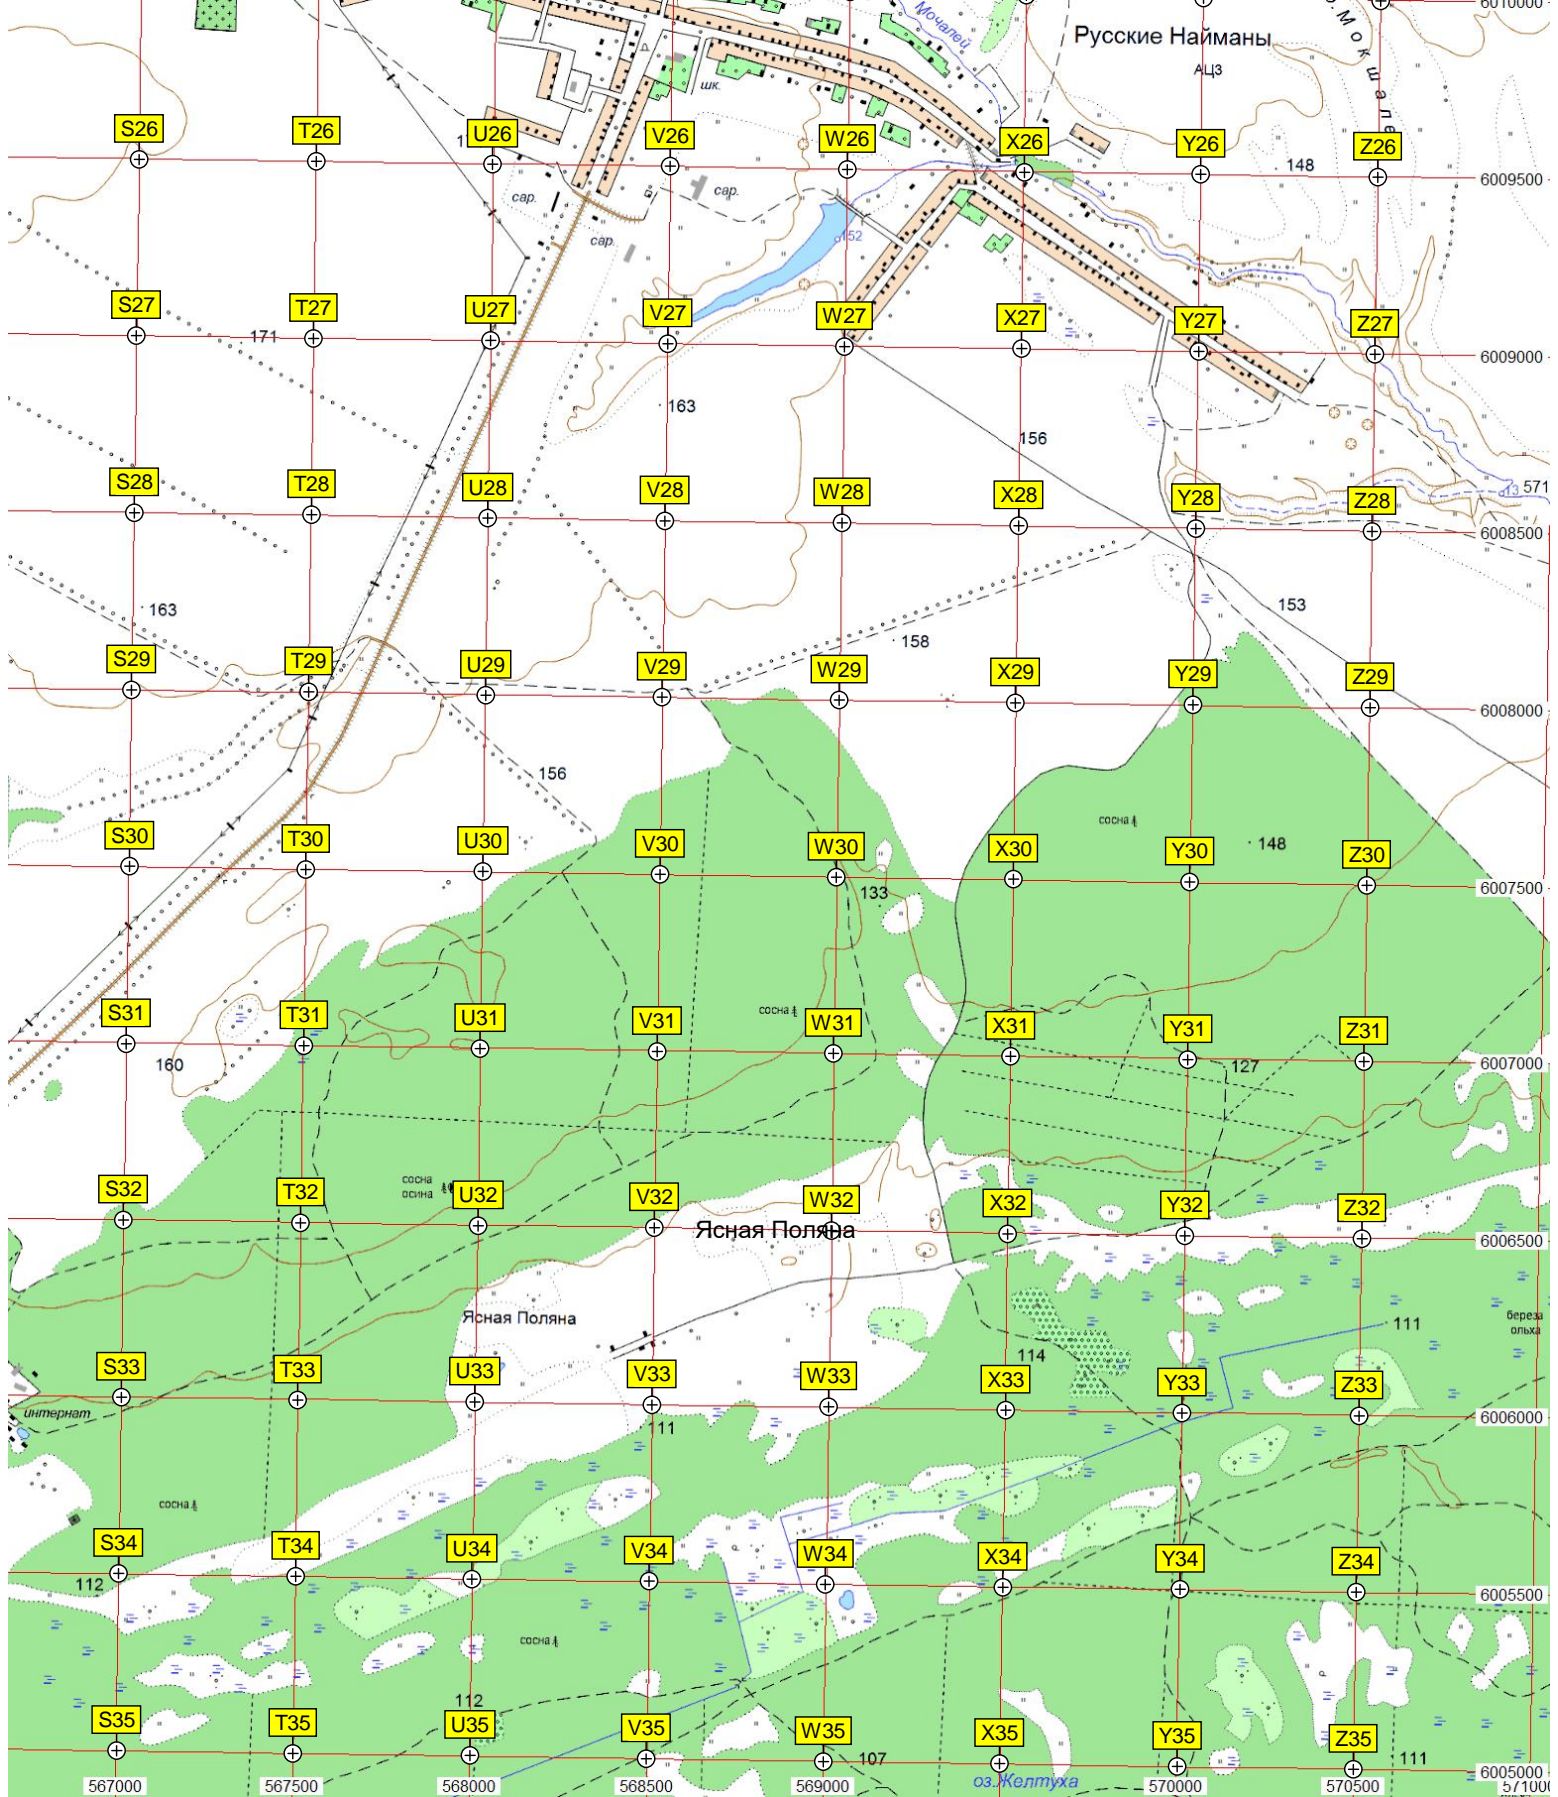 6010000
Мочалей
р. Мокшале
Русские Найманы
АЦЗ
шк.
S26
T26
U26
V26
W26
X26
Y26
Z26
148
6009500
сар.
сар.
сар.
152
S27
T27
U27
V27
W27
X27
Y27
Z27
171
6009000
163
156
S28
T28
U28
V28
W28
X28
Y28
Z28
571
6008500
163
153
158
S29
T29
U29
V29
W29
X29
Y29
Z29
6008000
156
сосна
S30
T30
U30
V30
W30
X30
Y30
Z30
148
133
6007500
сосна
S31
T31
U31
V31
W31
X31
Y31
Z31
160
127
6007000
сосна
осина
S32
T32
U32
V32
W32
X32
Y32
Z32
Ясная Поляна
6006500
Ясная Поляна
111
береза
ольха
114
S33
T33
U33
V33
W33
X33
Y33
Z33
интернат
111
6006000
сосна
S34
T34
U34
V34
W34
X34
Y34
Z34
112
6005500
сосна
112
S35
T35
U35
V35
W35
X35
Y35
Z35
107
111
6005000
оз.Желтуха
567000
567500
568000
568500
569000
570000
570500
571000